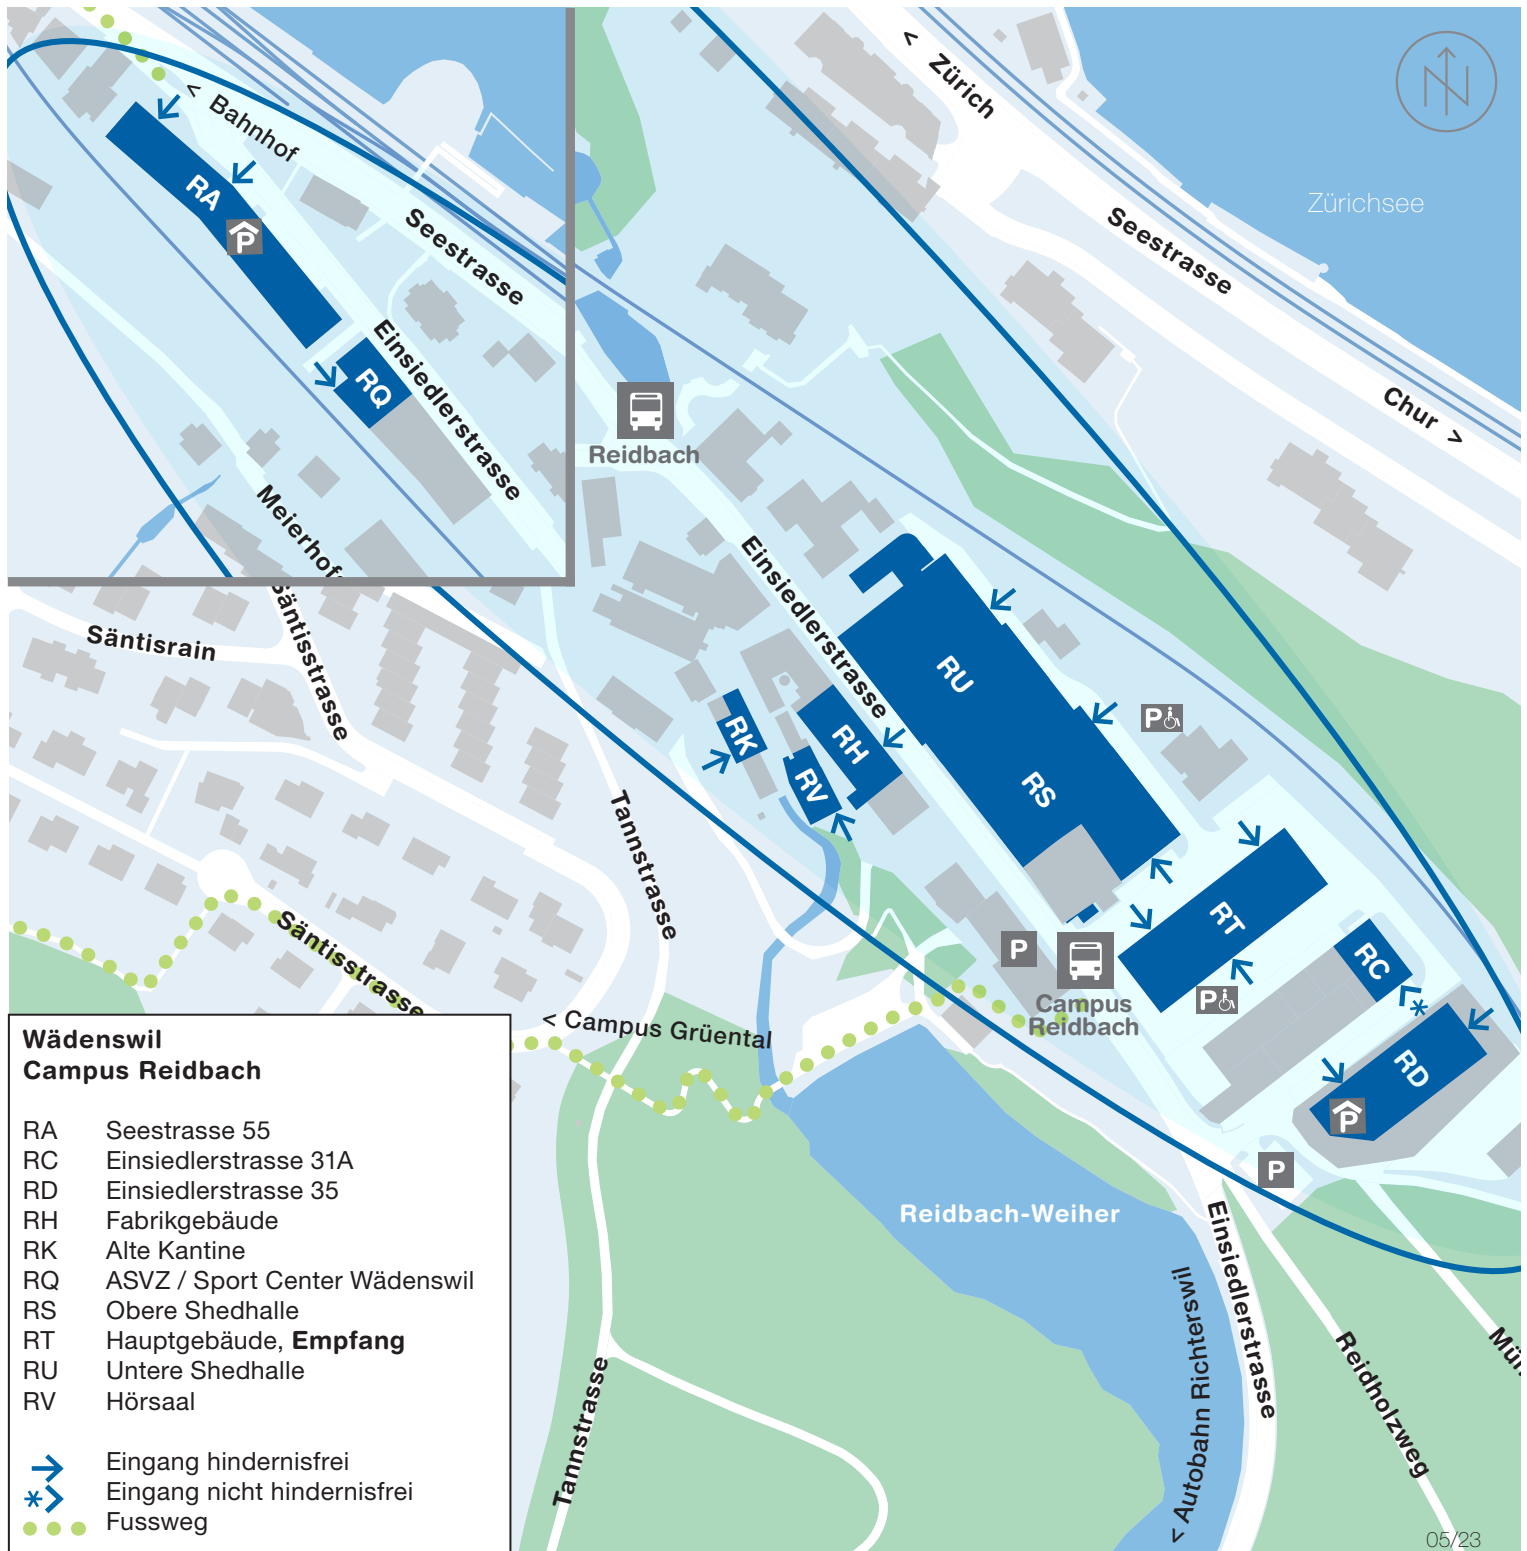 < Bahnhof
RA
P
Seestrasse
Einsiedlerstrasse
RQ
< Zürich
N
Zürichsee
Seestrasse
Chur >
Reidbach
Einsiedlerstrasse
Säntisrain
Säntisstrasse
RU
RS
RK
RH
RV
P
Tannstrasse
Säntisstrasse
RT
RC
P
P
Campus
Reidbach
RD
P
P
< Campus Grüental
Reidbach-Weiher
Einsiedlerstrasse
< Autobahn Richterswil
Reidholzweg
Tannstrasse
Wädenswil
Campus Reidbach
RA Seestrasse 55
RC Einsiedlerstrasse 31A
RD Einsiedlerstrasse 35
RH Fabrikgebäude
RK Alte Kantine
RQ ASVZ / Sport Center Wädenswil
RS Obere Shedhalle
RT Hauptgebäude, Empfang
RU Untere Shedhalle
RV Hörsaal
Eingang hindernisfrei
Eingang nicht hindernisfrei
Fussweg
05/23